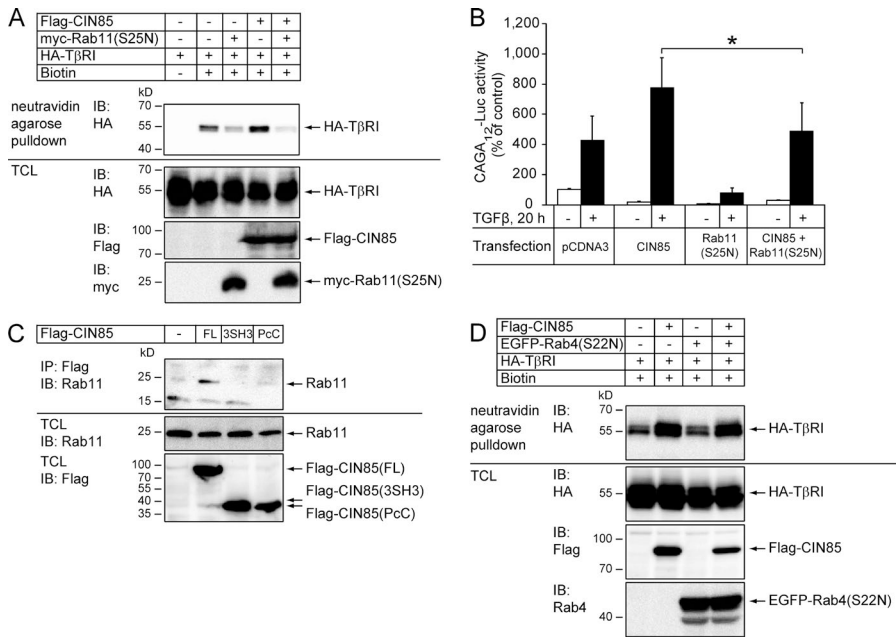 A
Flag-CIN85 - - - + +
myc-Rab11(S25N) - - + - +
HA-TβRI + + + + +
Biotin - + + + +
kD
neutravidin agarose pulldown
IB: HA
70
55
40
HA-TβRI
TCL
IB: HA
70
55
40
HA-TβRI
IB: Flag
100
70
Flag-CIN85
IB: myc
25
myc-Rab11(S25N)
B
CAGA12-Luc activity
(% of control)
1,200
1,000
800
600
400
200
0
*
TGFβ, 20 h - + - + - + - +
Transfection pCDNA3 CIN85 Rab11 (S25N) CIN85 + Rab11(S25N)
C
Flag-CIN85 - FL 3SH3 PcC
kD
IP: Flag
IB: Rab11
25
15
Rab11
TCL
IB: Rab11
25
Rab11
TCL
IB: Flag
100
70
55
40
35
Flag-CIN85(FL)
Flag-CIN85(3SH3)
Flag-CIN85(PcC)
D
Flag-CIN85 - + - +
EGFP-Rab4(S22N) - - + +
HA-TβRI + + + +
Biotin + + + +
kD
neutravidin agarose pulldown
IB: HA
70
55
40
HA-TβRI
TCL
IB: HA
55
HA-TβRI
IB: Flag
100
70
Flag-CIN85
IB: Rab4
40
EGFP-Rab4(S22N)